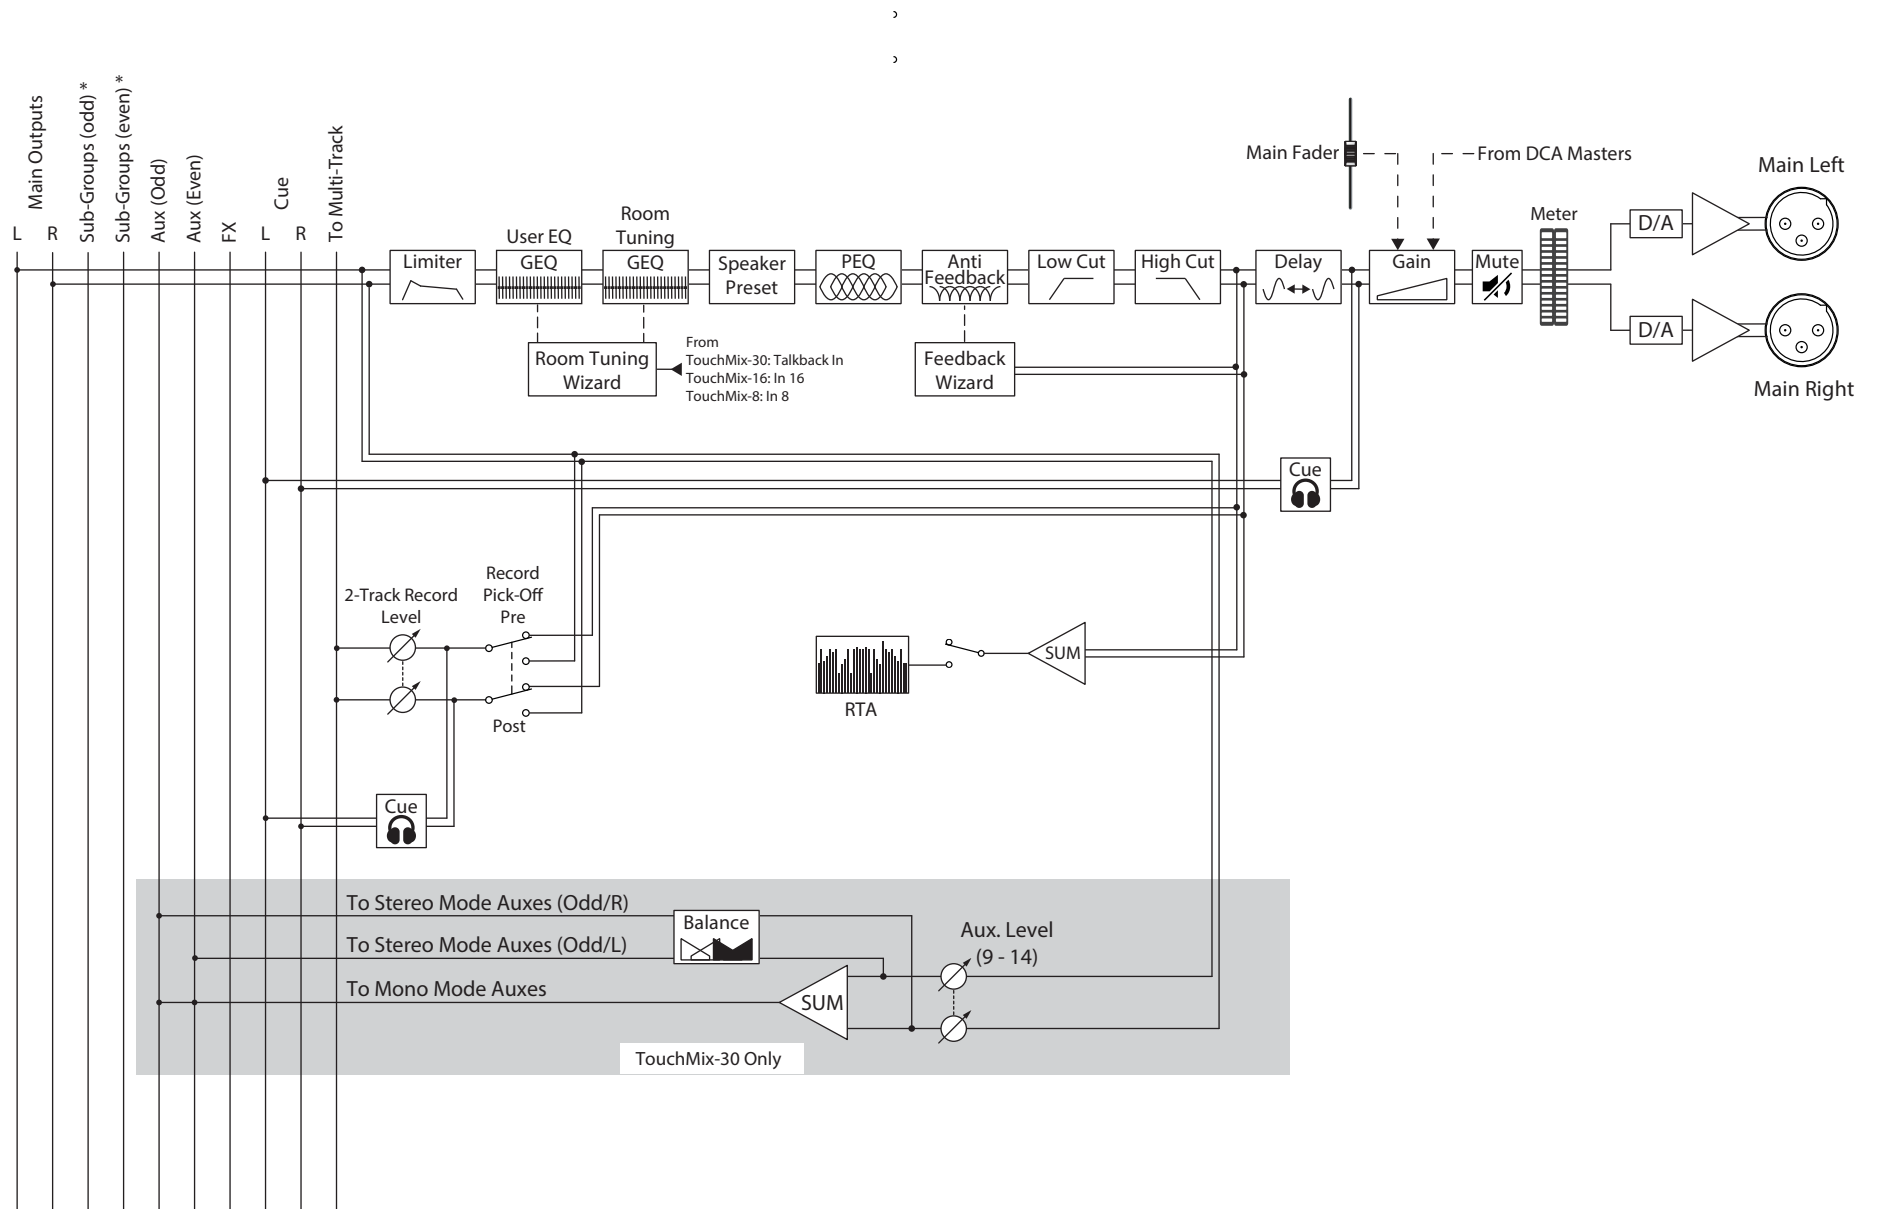 Main Outputs
L
R
Sub-Groups (odd) *
Sub-Groups (even) *
Aux (Odd)
Aux (Even)
FX
Cue
L
R
To Multi-Track
Limiter
User EQ
GEQ
Room
Tuning
GEQ
Speaker
Preset
PEQ
Anti
Feedback
Low Cut
High Cut
Delay
Main Fader
From DCA Masters
Gain
Mute
Meter
D/A
Main Left
D/A
Main Right
Room Tuning
Wizard
From
TouchMix-30: Talkback In
TouchMix-16: In 16
TouchMix-8: In 8
Feedback
Wizard
Cue
2-Track Record
Level
Record
Pick-Off
Pre
Post
RTA
SUM
Cue
To Stereo Mode Auxes (Odd/R)
To Stereo Mode Auxes (Odd/L)
To Mono Mode Auxes
Balance
SUM
Aux. Level
(9 - 14)
TouchMix-30 Only